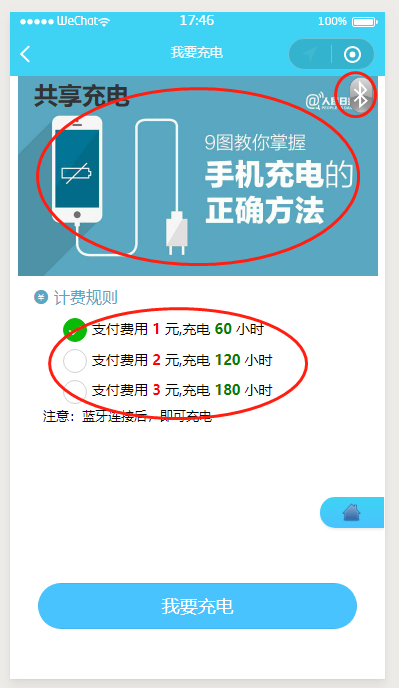 WeChat 17:46 100%
我要充电
共享充电
9图教你掌握
手机充电的
正确方法
¥ 计费规则
支付费用 1 元,充电 60 小时
支付费用 2 元,充电 120 小时
支付费用 3 元,充电 180 小时
注意：蓝牙连接后，即可充电
我要充电